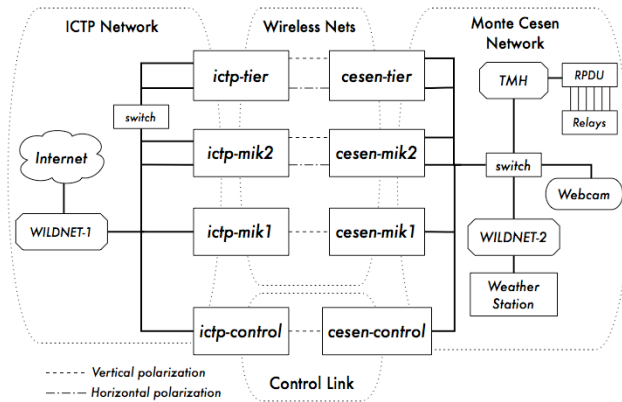 ICTP Network
Wireless Nets
Monte Cesen
Network
ictp-tier
cesen-tier
TMH
RPDU
Relays
switch
Internet
ictp-mik2
cesen-mik2
switch
Webcam
WILDNET-1
ictp-mik1
cesen-mik1
WILDNET-2
Weather
Station
ictp-control
cesen-control
Vertical polarization
Horizontal polarization
Control Link